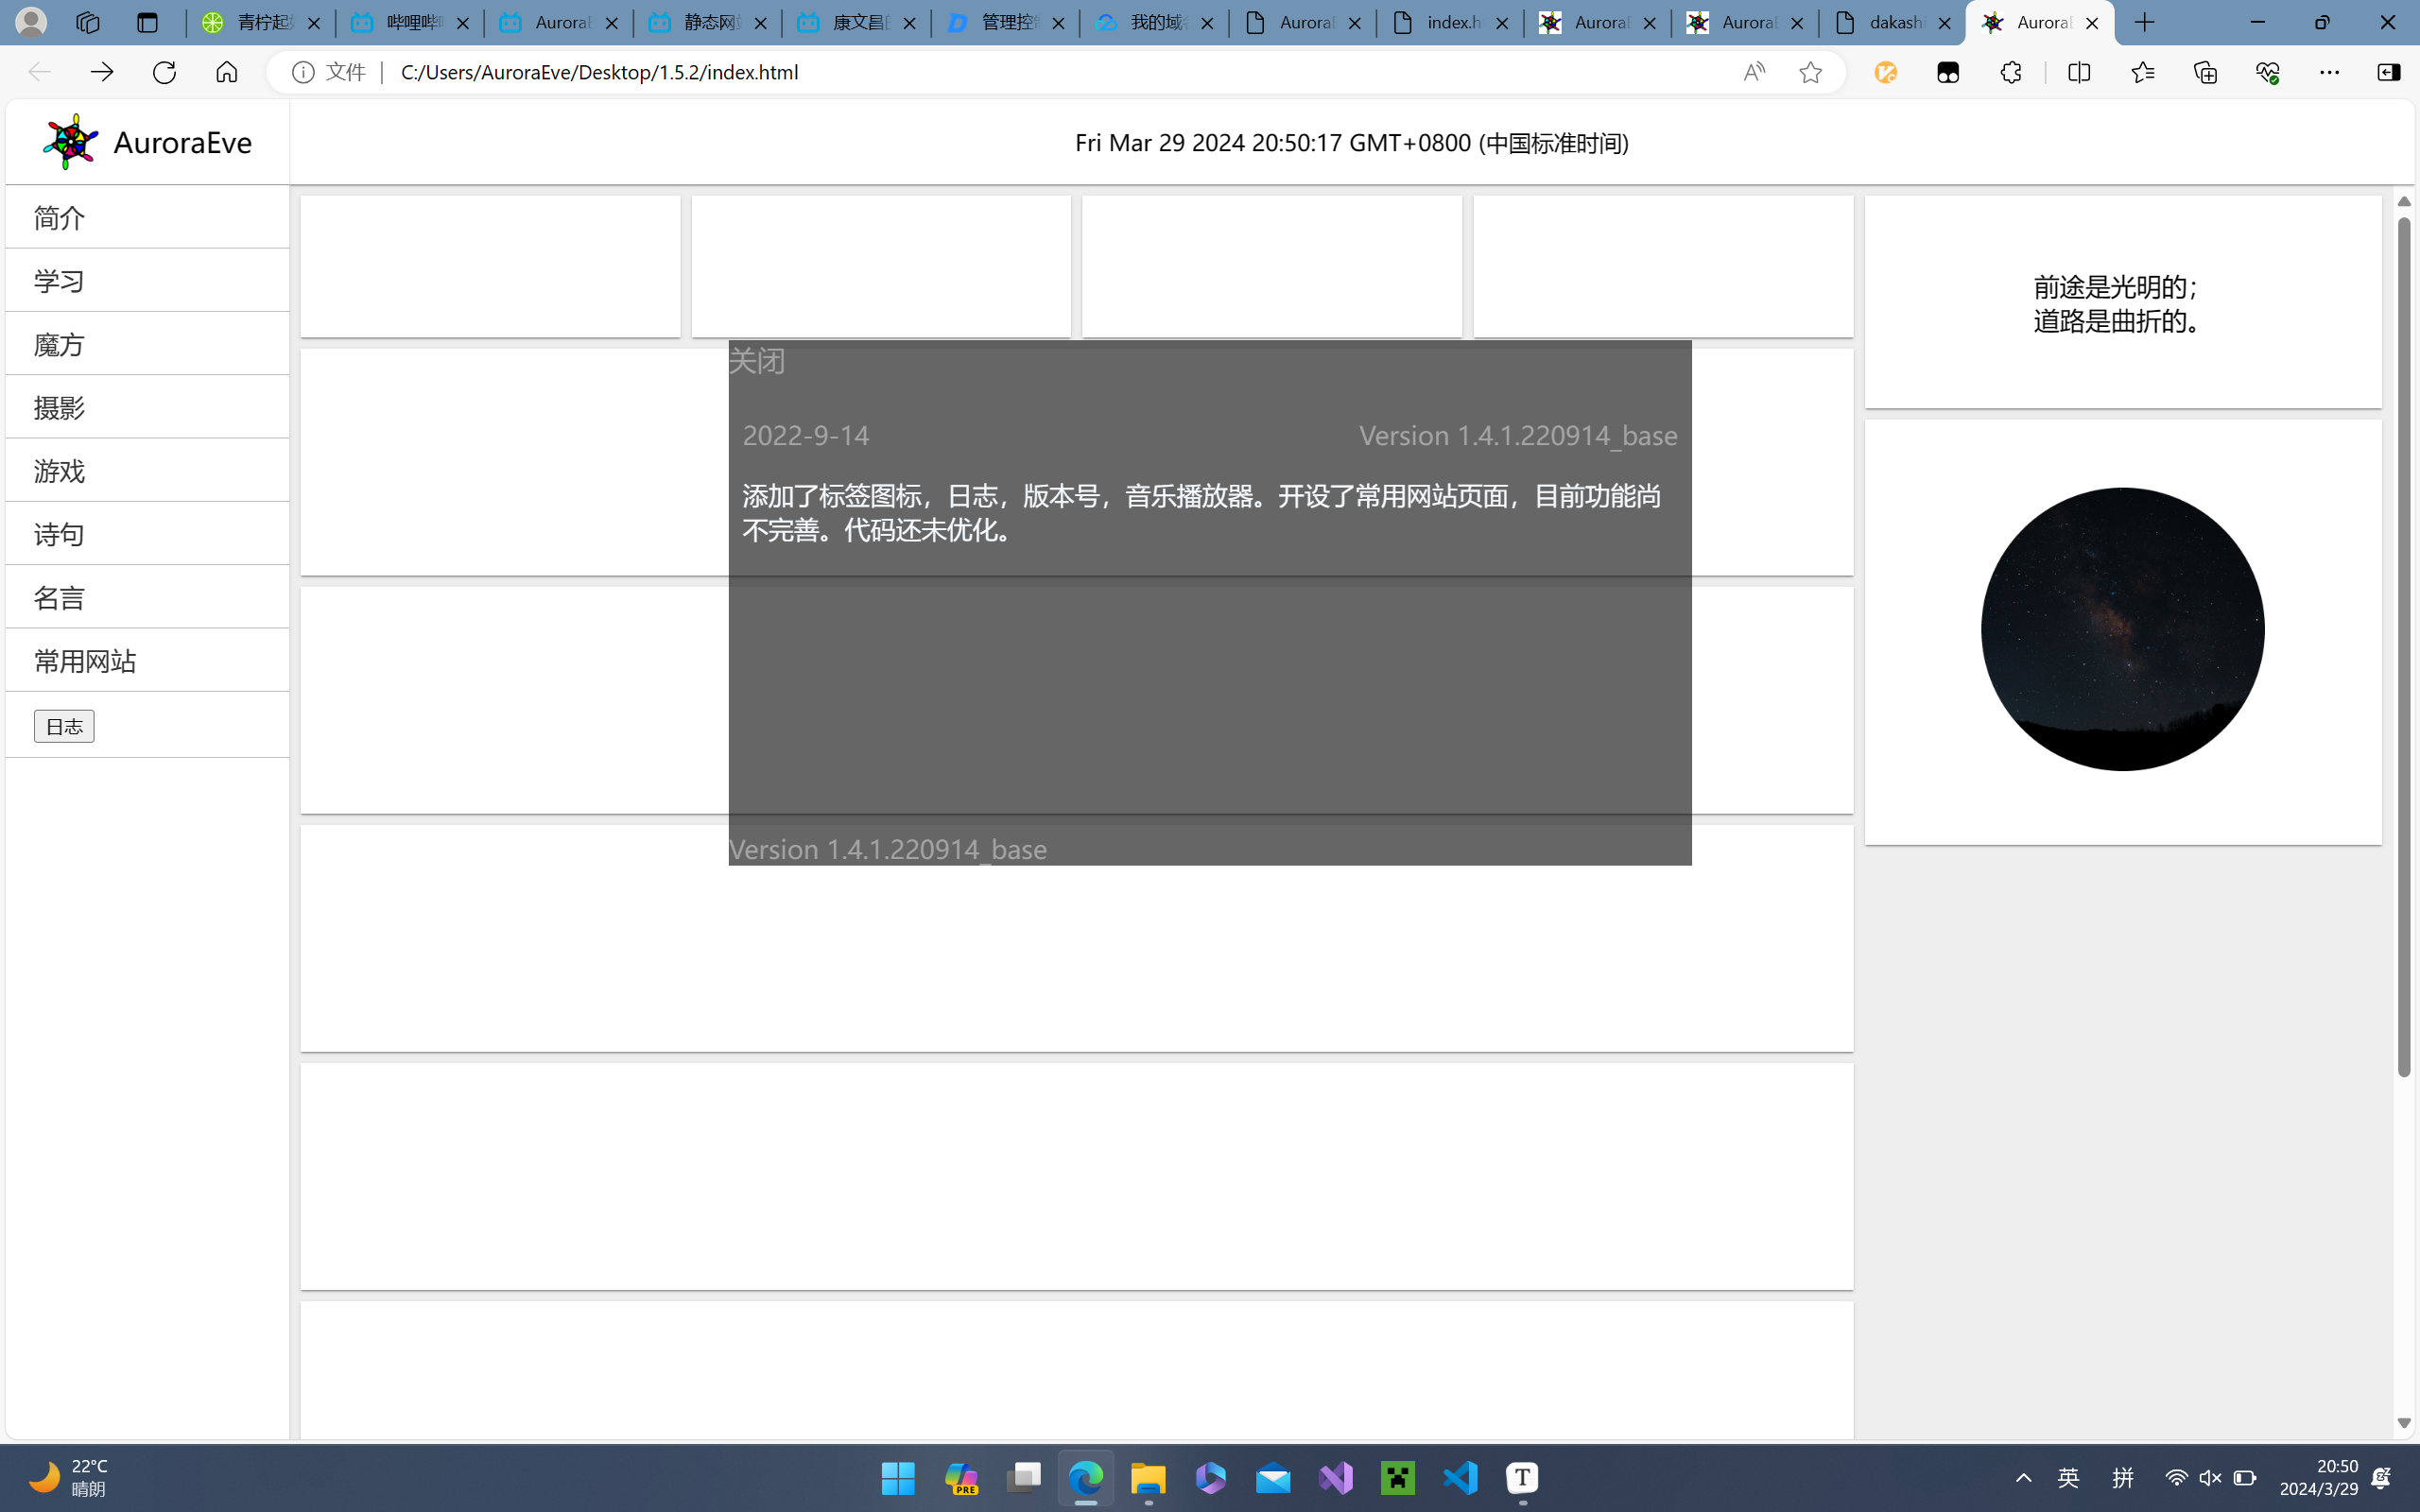 青柠起
哔哩哔
Aurora
静态网
康文昌
管理控
我的域
Aurora
index.h
Aurora
Aurora
dakash
Aurora
文件
C:/Users/AuroraEve/Desktop/1.5.2/index.html
AuroraEve
Fri Mar 29 2024 20:50:17 GMT+0800 (中国标准时间)
简介
学习
魔方
摄影
游戏
诗句
名言
常用网站
日志
关闭
2022-9-14
Version 1.4.1.220914_base
添加了标签图标，日志，版本号，音乐播放器。开设了常用网站页面，目前功能尚
不完善。代码还未优化。
Version 1.4.1.220914_base
前途是光明的；
道路是曲折的。
22°C
晴朗
PRE
T
英
拼
20:50
2024/3/29